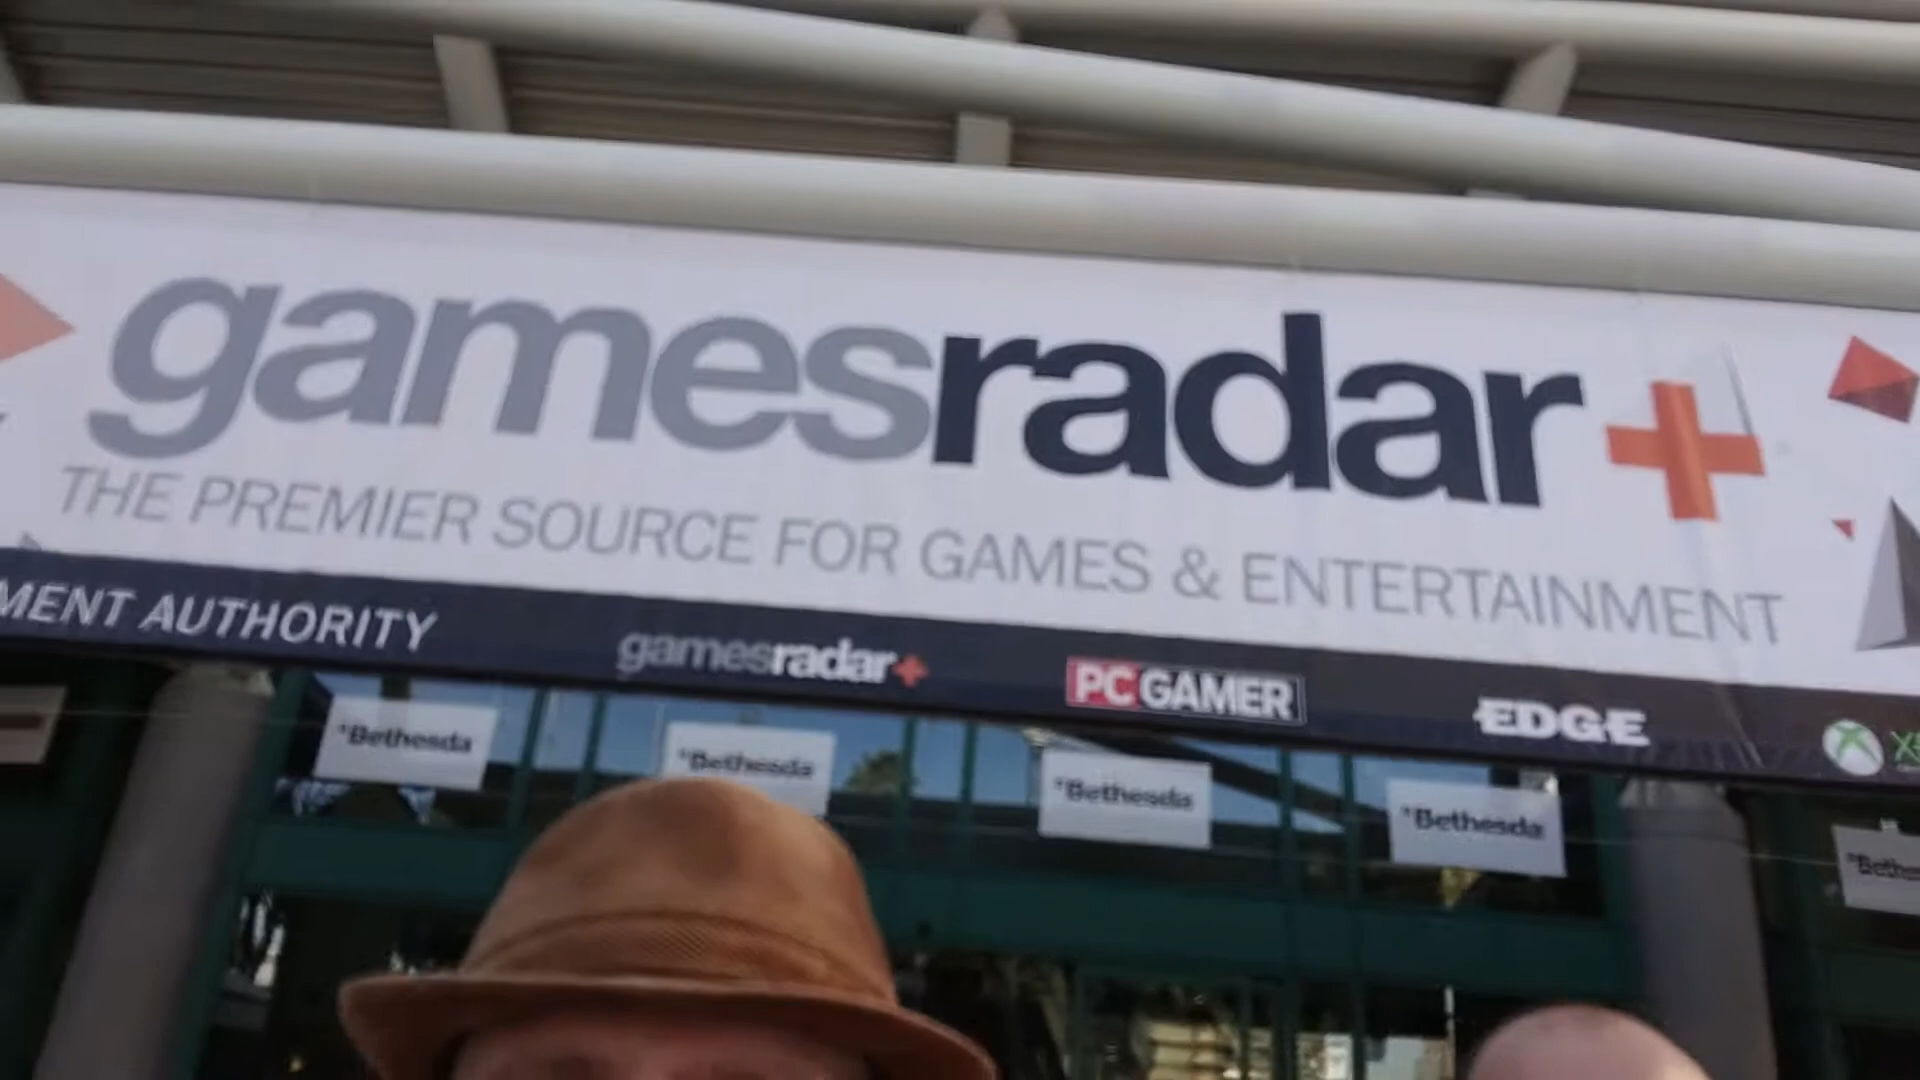 gamesradar+
THE PREMIER SOURCE FOR GAMES & ENTERTAINMENT
MENT AUTHORITY
gamesradar+
PC GAMER
EDGE
Bethesda
Bethesda
Bethesda
Bethesda